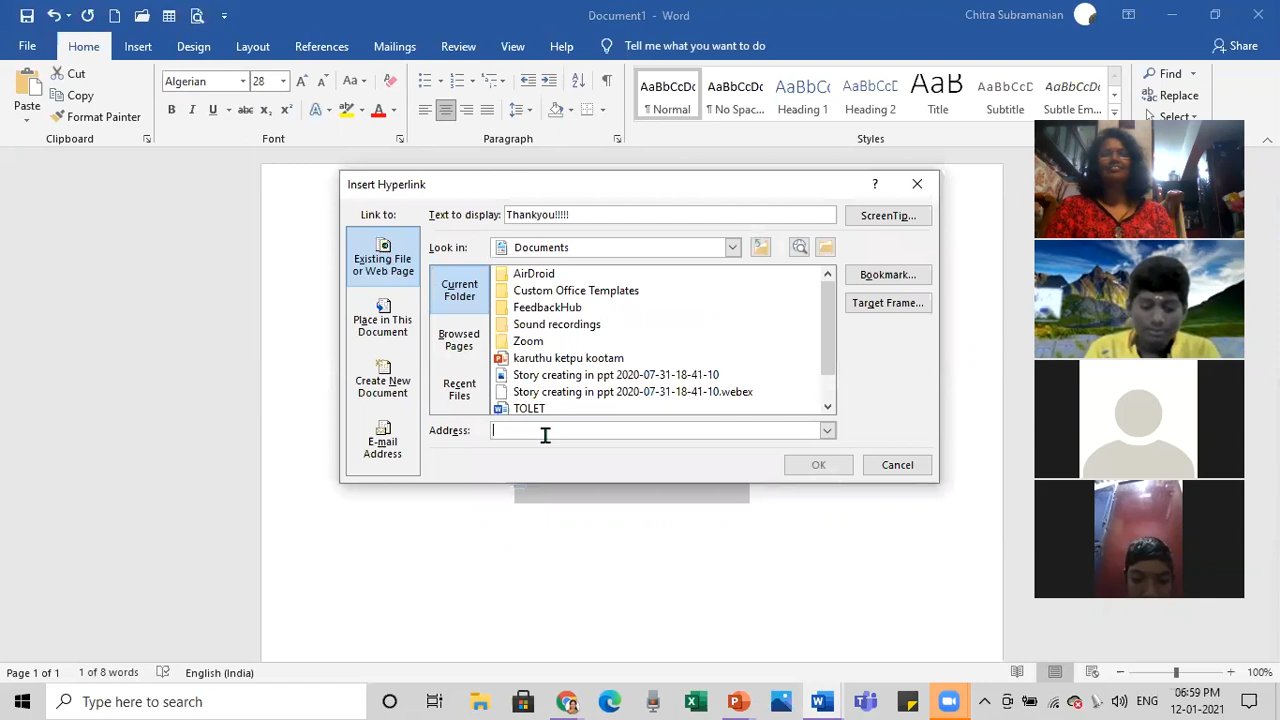 Document1 - Word
Chitra Subramanian
File Home Insert Design Layout References Mailings Review View Help Tell me what you want to do Share
Paste
Cut
Copy
Format Painter
Clipboard
Algerian 28
Font
Paragraph
AaBbCcDc AaBbCcDc AaBbCc AaBbCcD AaB AaBbCcD AaBbCcDc
¶ Normal ¶ No Spac... Heading 1 Heading 2 Title Subtitle Subtle Em...
Styles
Find
Replace
Select
Insert Hyperlink
Link to:
Existing File or Web Page
Place in This Document
Create New Document
E-mail Address
Text to display: Thankyou!!!!!
ScreenTip...
Look in: Documents
Current Folder
Browsed Pages
Recent Files
AirDroid
Custom Office Templates
FeedbackHub
Sound recordings
Zoom
karuthu ketpu kootam
Story creating in ppt 2020-07-31-18-41-10
Story creating in ppt 2020-07-31-18-41-10.webex
TOLET
Bookmark...
Target Frame...
Address:
OK Cancel
Page 1 of 1 1 of 8 words English (India) 100%
Type here to search
ENG
06:59 PM
12-01-2021